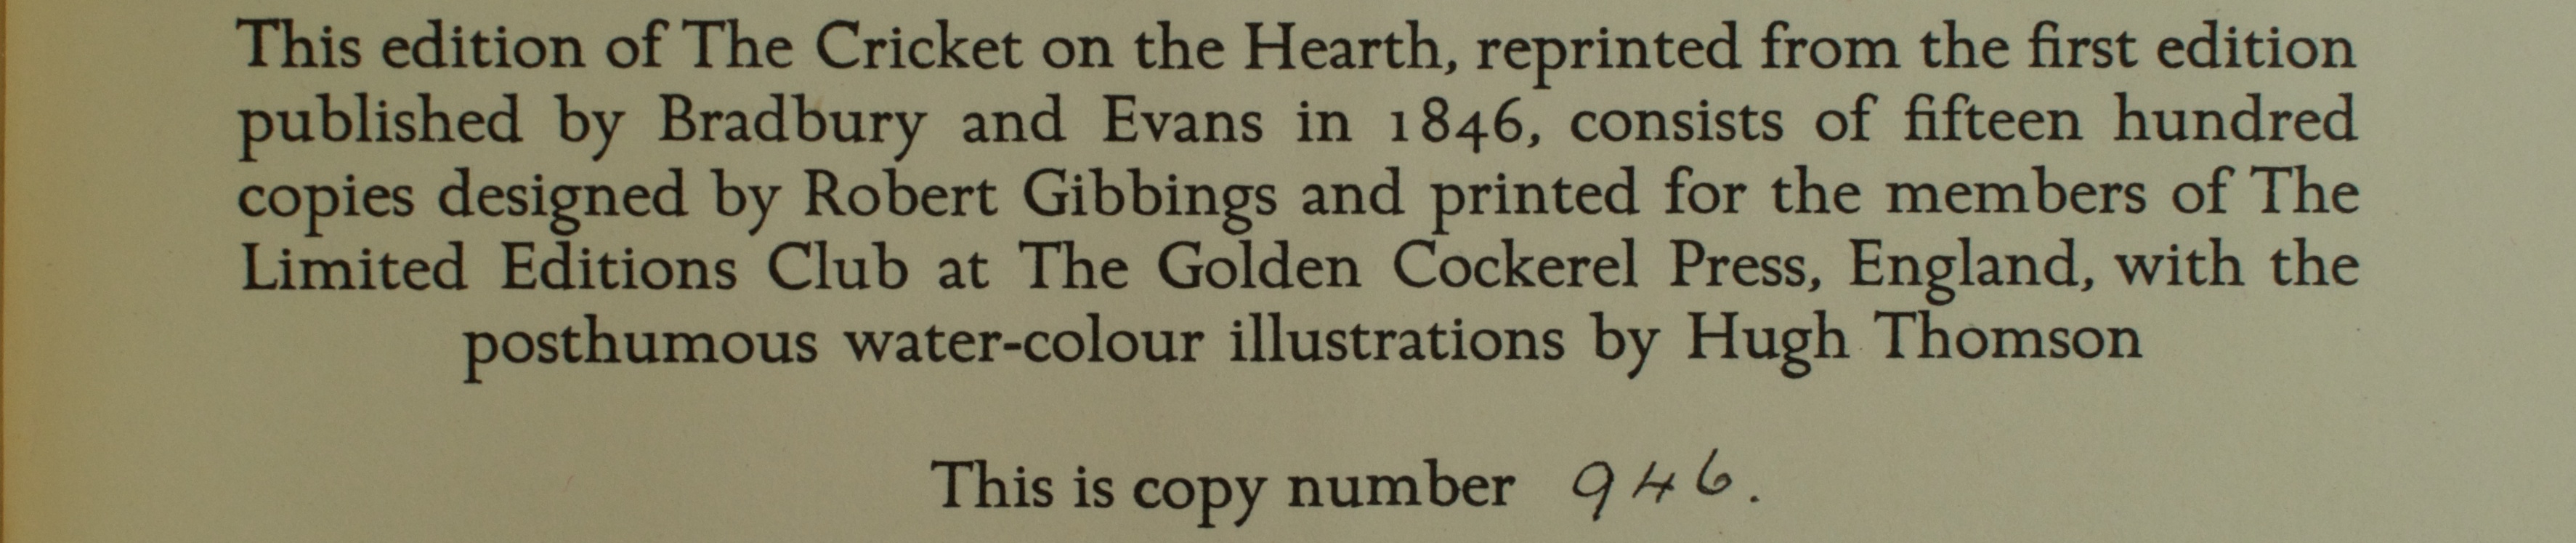 This edition of The Cricket on the Hearth, reprinted from the first edition
published by Bradbury and Evans in 1846, consists of fifteen hundred
copies designed by Robert Gibbings and printed for the members of The
Limited Editions Club at The Golden Cockerel Press, England, with the
posthumous water-colour illustrations by Hugh Thomson
This is copy number 946.